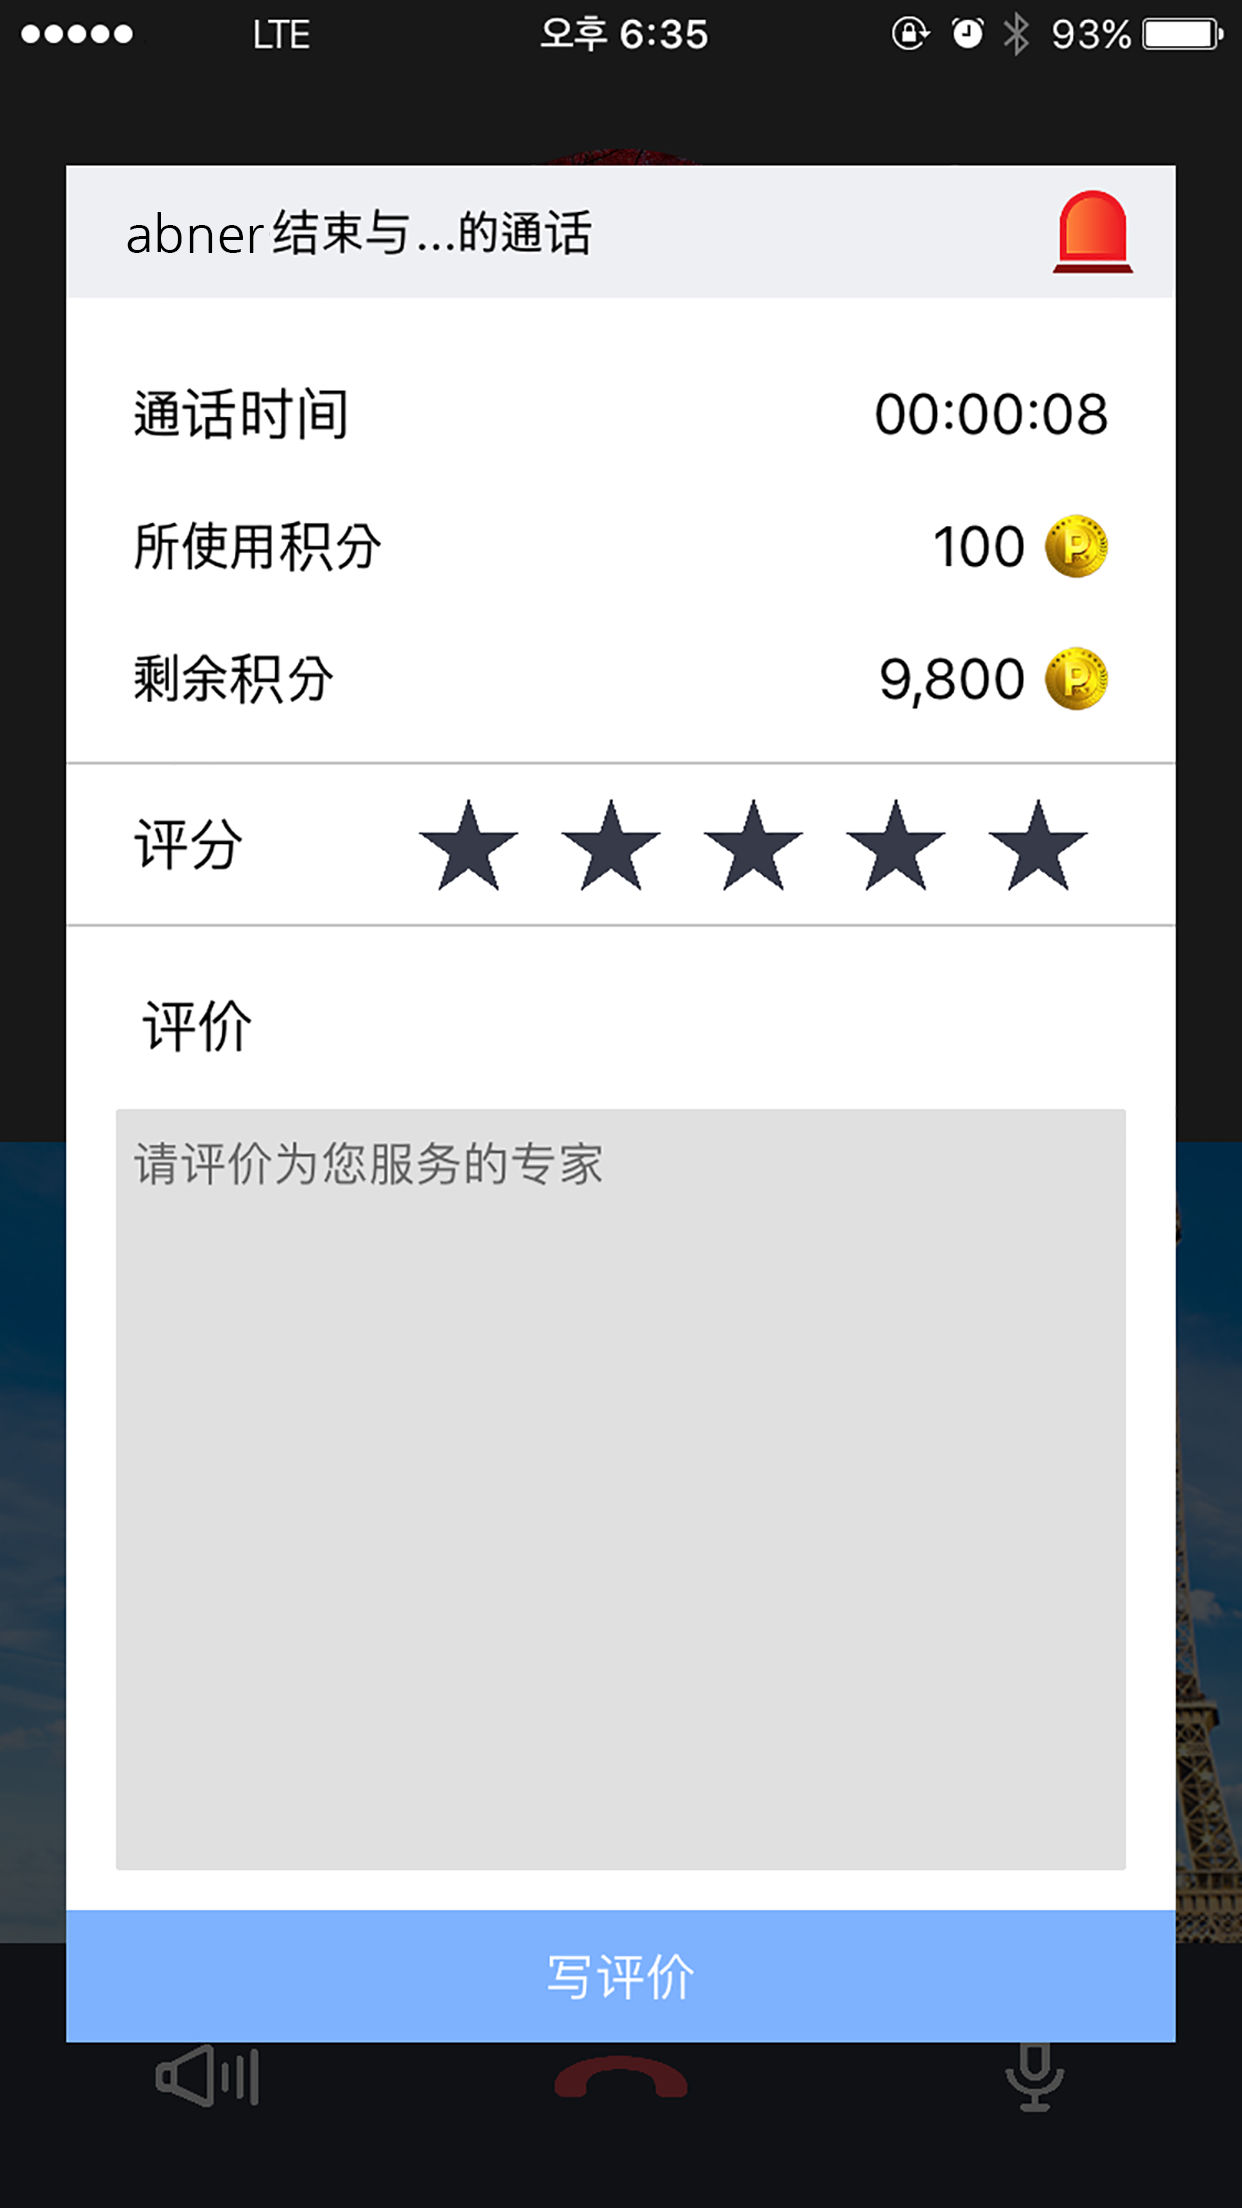 LTE 오후 6:35 93%
abner结束与...的通话
通话时间 00:00:08
所使用积分 100 P
剩余积分 9,800 P
评分
评价
请评价为您服务的专家
写评价